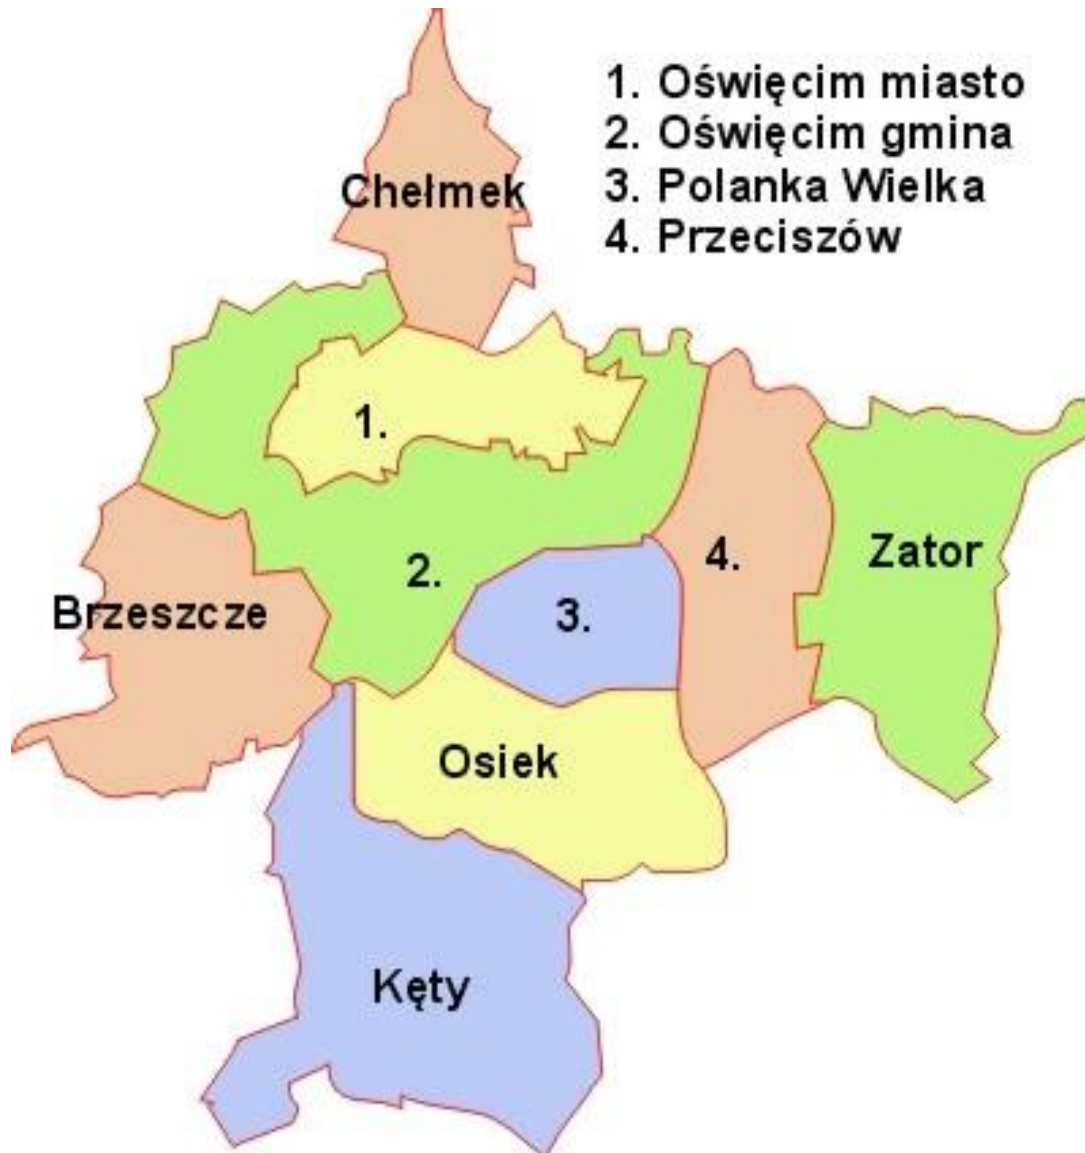 1. Oświęcim miasto
2. Oświęcim gmina
3. Polanka Wielka
4. Przeciszów
Chełmek
1.
2.
3.
4.
Zator
Brzeszcze
Osiek
Kęty